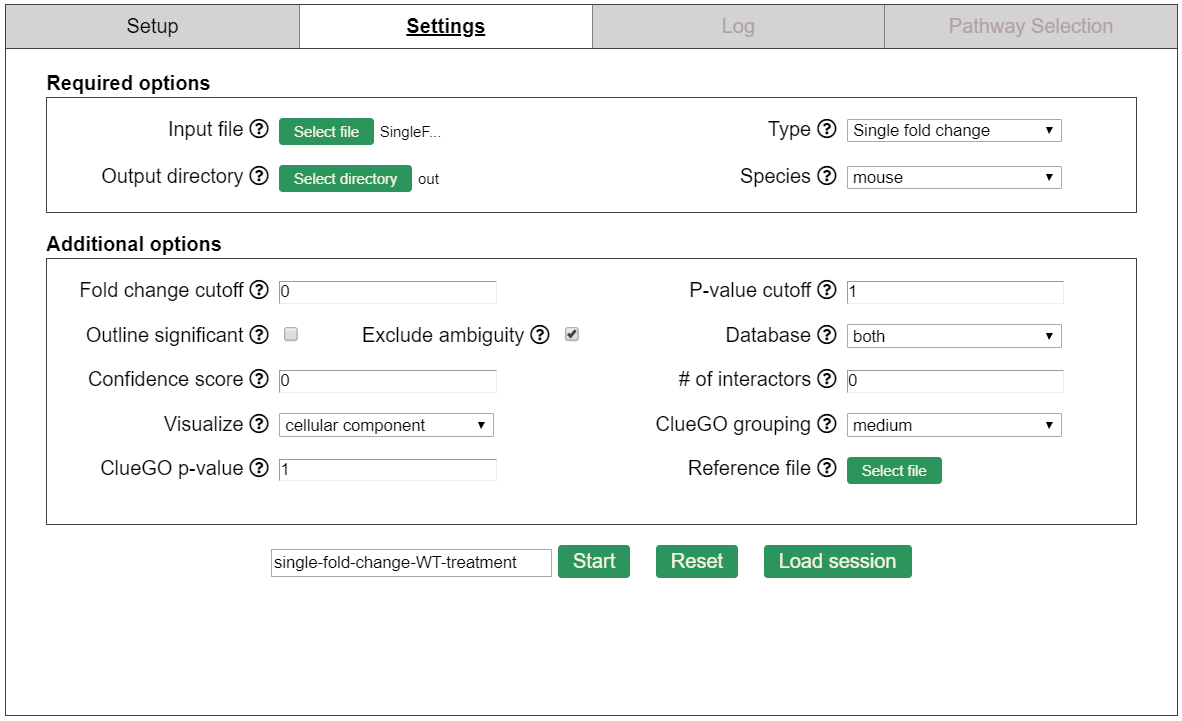 Setup Settings Log Pathway Selection
Required options
Input file ? Select file SingleF... Type ? Single fold change
Output directory ? Select directory out Species ? mouse
Additional options
Fold change cutoff ? 0 P-value cutoff ? 1
Outline significant ? Exclude ambiguity ? Database ? both
Confidence score ? 0 # of interactors ? 0
Visualize ? cellular component ClueGO grouping ? medium
ClueGO p-value ? 1 Reference file ? Select file
single-fold-change-WT-treatment Start Reset Load session